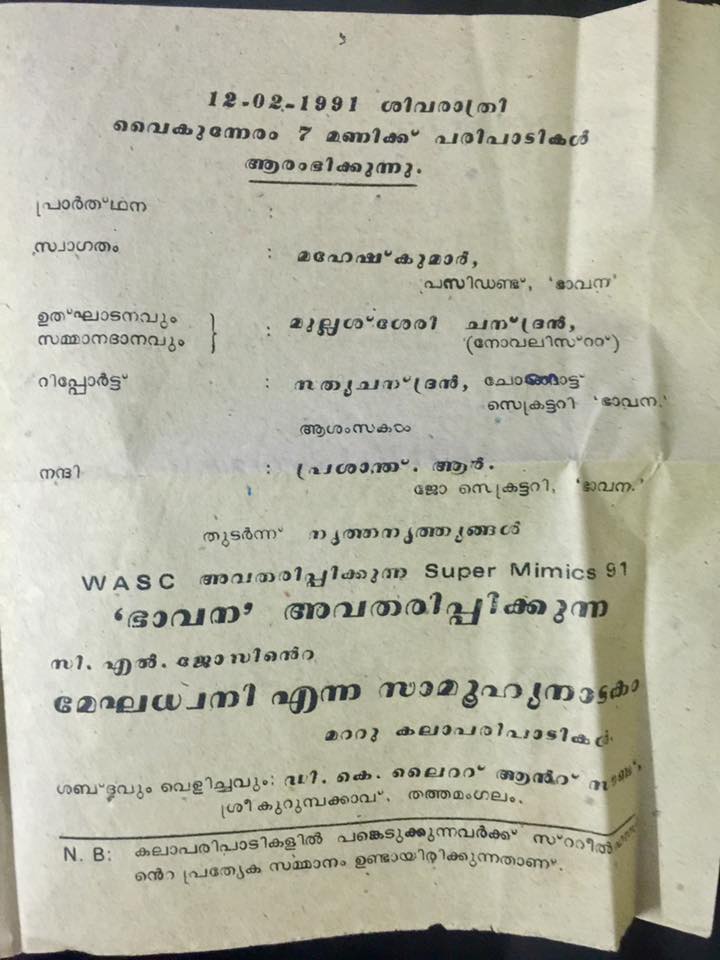 12-02-1991 ശിവരാത്രി
വൈകുന്നേരം 7 മണിക്ക് പരിപാടികൾ
ആരംഭിക്കുന്നു.
പ്രാർത്ഥന :
സ്വാഗതം : മഹേഷ്കുമാർ,
പസിഡണ്ട്, 'ഭാവന'
ഉത്ഘാടനവും
സമ്മാനദാനവും } : മുല്ലശ്ശേരി ചന്ദ്രൻ,
(നോവലിസ്ററ്)
റിപ്പോർട്ട് : സത്യചന്ദ്രൻ,
സെക്രട്ടറി 'ഭാവന.'
ആശംസകൾ
നന്ദി : പ്രശാന്ത്. ആർ.
ജോ സെക്രട്ടറി, 'ഭാവന.'
തുടർന്ന് നൃത്തനൃത്ത്യങ്ങൾ
WASC അവതരിപ്പിക്കുന്ന Super Mimics 91
'ഭാവന' അവതരിപ്പിക്കുന്ന
സി. എൽ. ജോസിൻെറ
മേഘധ്വനി എന്ന സാമൂഹ്യനാടകം
മററു കലാപരിപാടികൾ.
ശബ്ദവും വെളിച്ചവും: ഡി. കെ. ലൈററ് ആൻറ് സൗണ്ട്,
ശ്രീകുറുമ്പക്കാവ്. തത്തമംഗലം.
N. B: കലാപരിപാടികളിൽ പങ്കെടുക്കുന്നവർക്ക്
ൻെറ പ്രത്യേക സമ്മാനം ഉണ്ടായിരിക്കുന്നതാണ്.